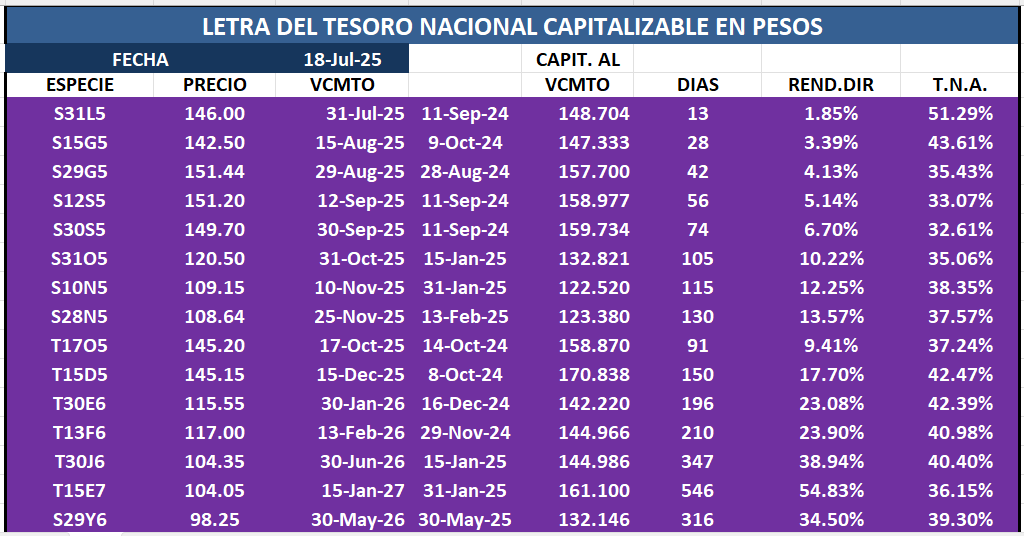 LETRA DEL TESORO NACIONAL CAPITALIZABLE EN PESOS
FECHA 18-Jul-25 CAPIT. AL
ESPECIE PRECIO VCMTO VCMTO DIAS REND.DIR T.N.A.
S31L5 146.00 31-Jul-25 11-Sep-24 148.704 13 1.85% 51.29%
S15G5 142.50 15-Aug-25 9-Oct-24 147.333 28 3.39% 43.61%
S29G5 151.44 29-Aug-25 28-Aug-24 157.700 42 4.13% 35.43%
S12S5 151.20 12-Sep-25 11-Sep-24 158.977 56 5.14% 33.07%
S30S5 149.70 30-Sep-25 11-Sep-24 159.734 74 6.70% 32.61%
S31O5 120.50 31-Oct-25 15-Jan-25 132.821 105 10.22% 35.06%
S10N5 109.15 10-Nov-25 31-Jan-25 122.520 115 12.25% 38.35%
S28N5 108.64 25-Nov-25 13-Feb-25 123.380 130 13.57% 37.57%
T17O5 145.20 17-Oct-25 14-Oct-24 158.870 91 9.41% 37.24%
T15D5 145.15 15-Dec-25 8-Oct-24 170.838 150 17.70% 42.47%
T30E6 115.55 30-Jan-26 16-Dec-24 142.220 196 23.08% 42.39%
T13F6 117.00 13-Feb-26 29-Nov-24 144.966 210 23.90% 40.98%
T30J6 104.35 30-Jun-26 15-Jan-25 144.986 347 38.94% 40.40%
T15E7 104.05 15-Jan-27 31-Jan-25 161.100 546 54.83% 36.15%
S29Y6 98.25 30-May-26 30-May-25 132.146 316 34.50% 39.30%